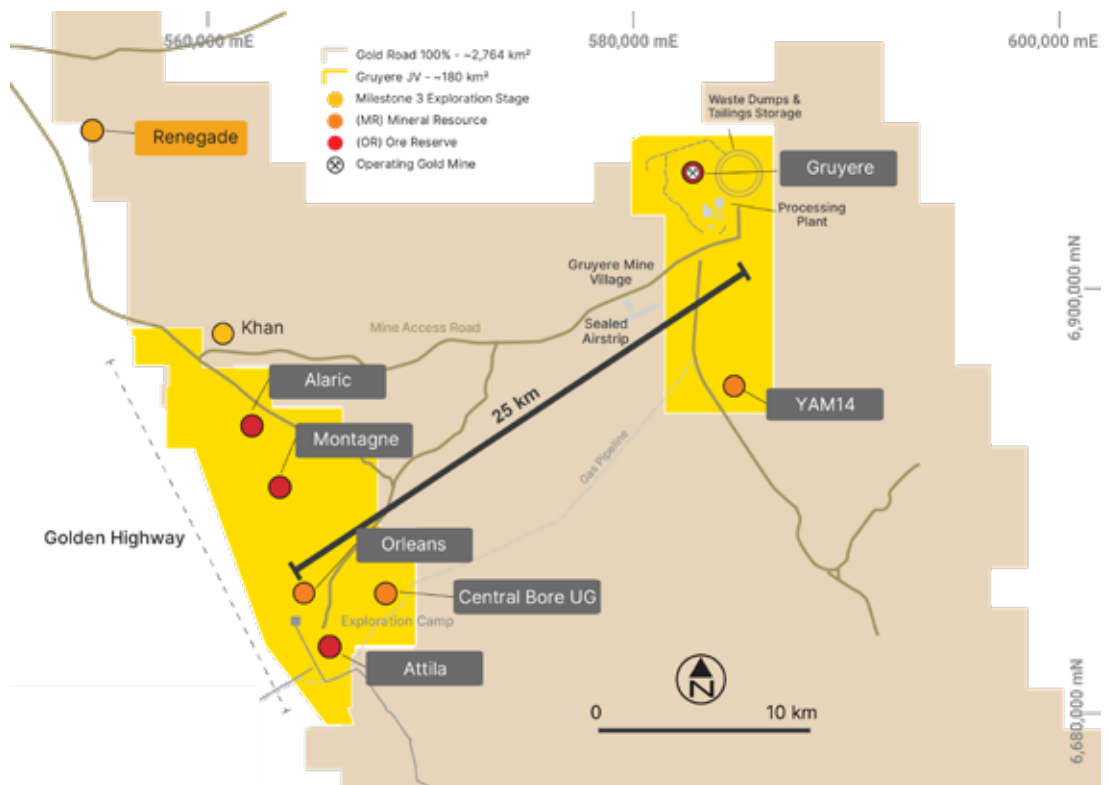 560,000 mE
580,000 mE
600,000 mE
Gold Road 100% - ~2,764 km²
Gruyere JV - ~180 km²
Milestone 3 Exploration Stage
(MR) Mineral Resource
(OR) Ore Reserve
Operating Gold Mine
Waste Dumps &
Tailings Storage
Renegade
Gruyere
Processing
Plant
Gruyere Mine
Village
6,900,000 mN
Khan
Mine Access Road
Sealed
Airstrip
Alaric
YAM14
25 km
Montagne
Gas Pipeline
Golden Highway
Orleans
Central Bore UG
Exploration Camp
Attila
N
0
10 km
6,680,000 mN